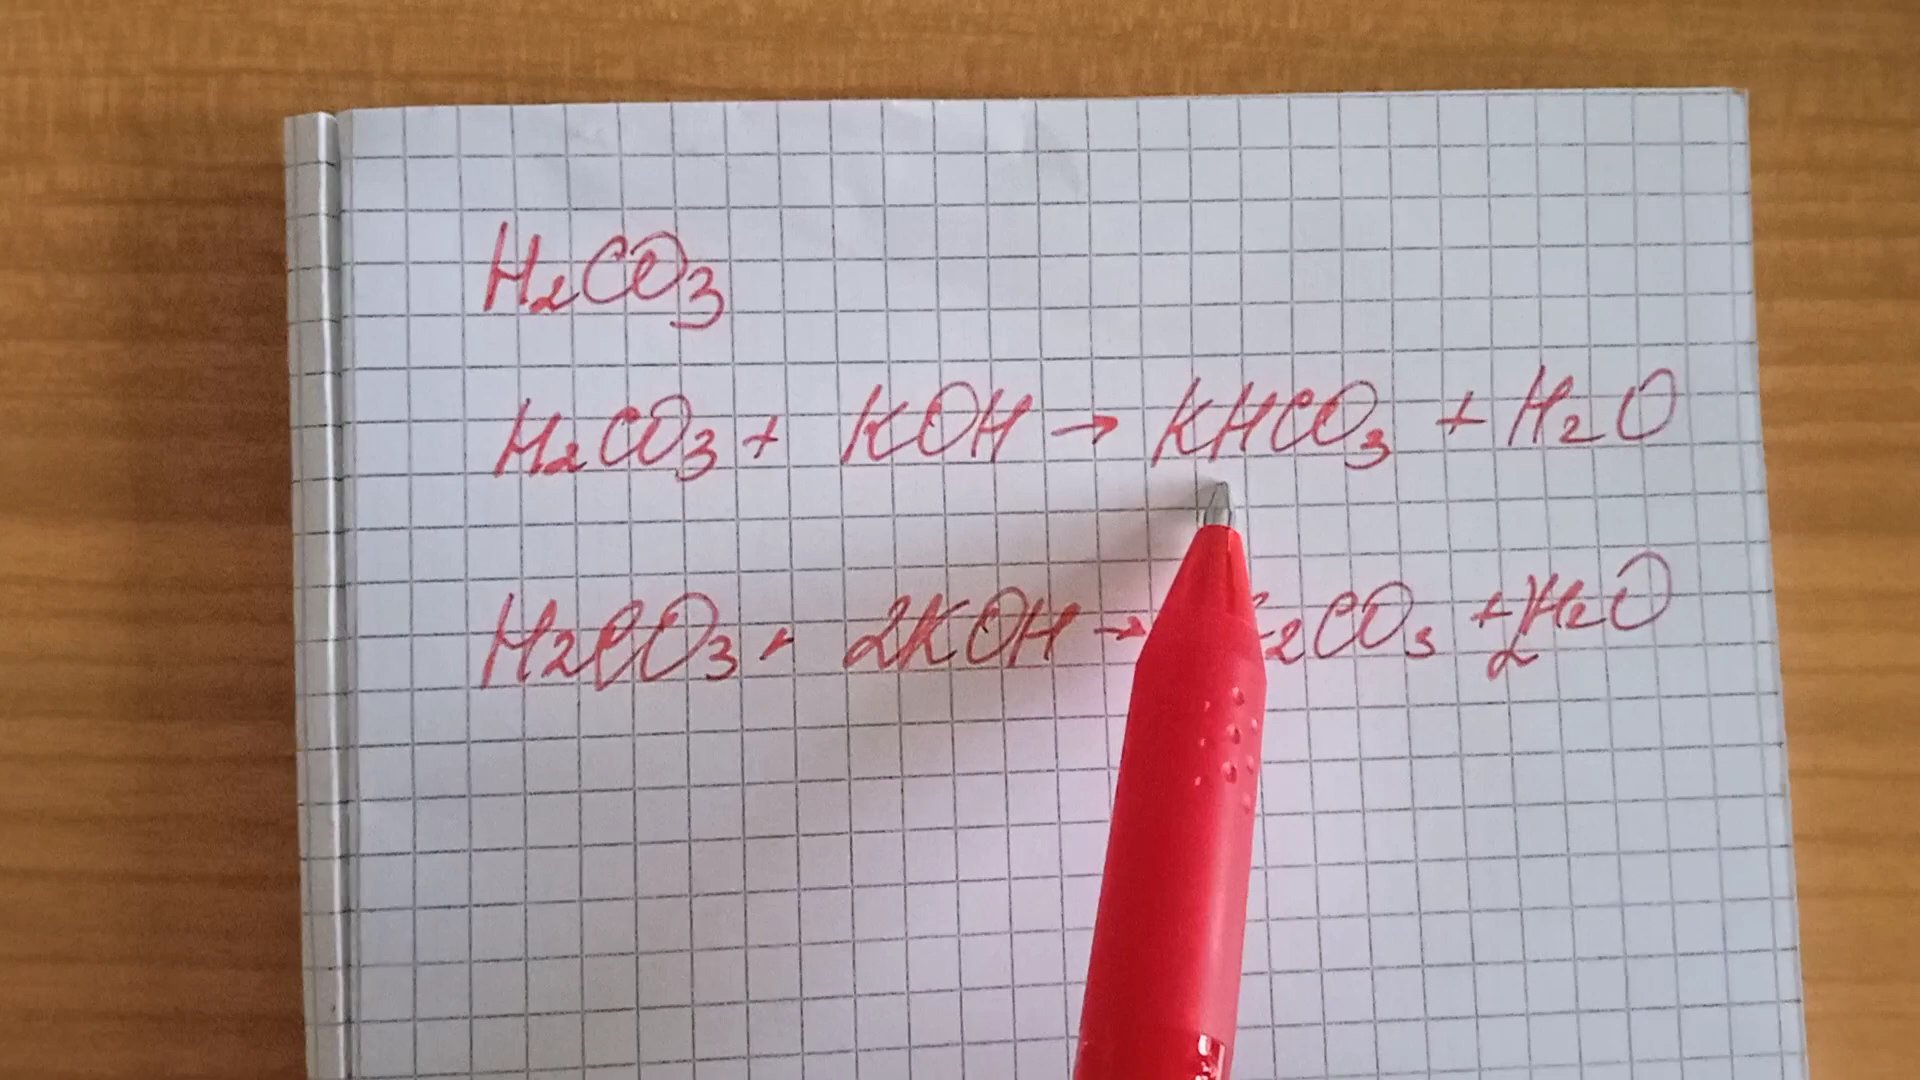 H₂CO₃
H₂CO₃ + KOH → KHCO₃ + H₂O
H₂CO₃ + 2KOH → ₂CO₃ + 2H₂O